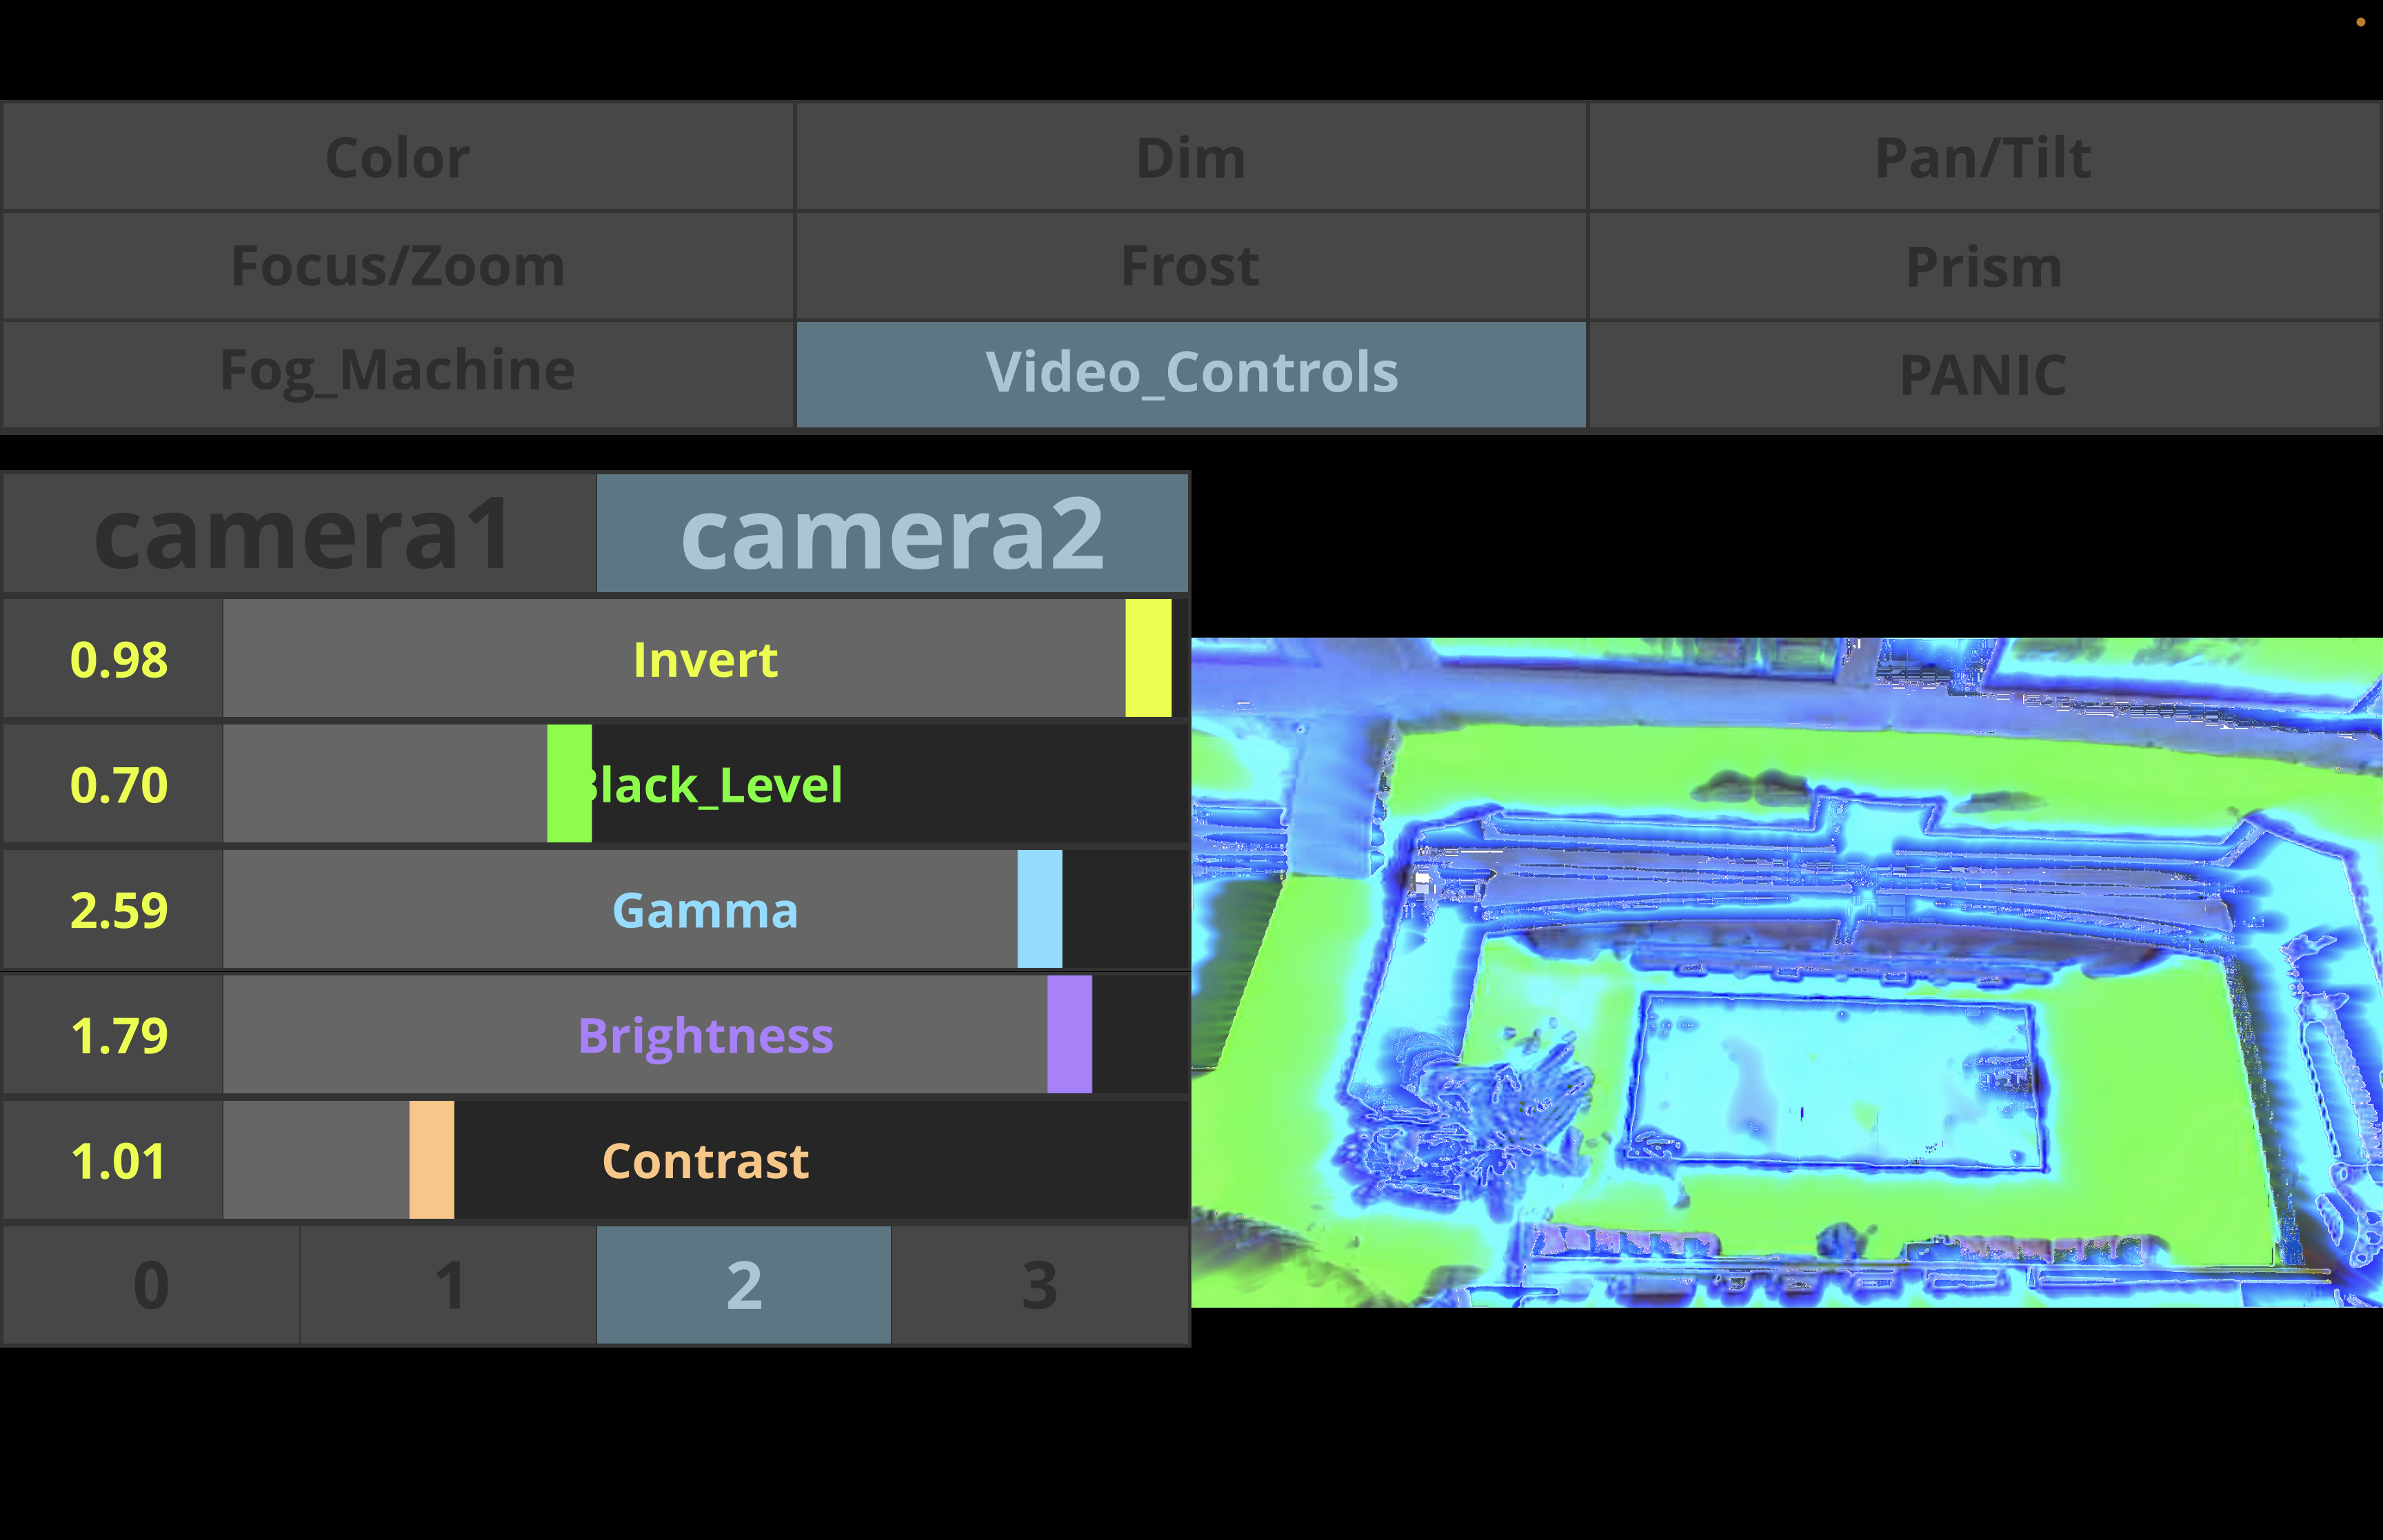 Color Dim Pan/Tilt
Focus/Zoom Frost Prism
Fog_Machine Video_Controls PANIC
camera1 camera2
0.98 Invert
0.70 Black_Level
2.59 Gamma
1.79 Brightness
1.01 Contrast
0 1 2 3